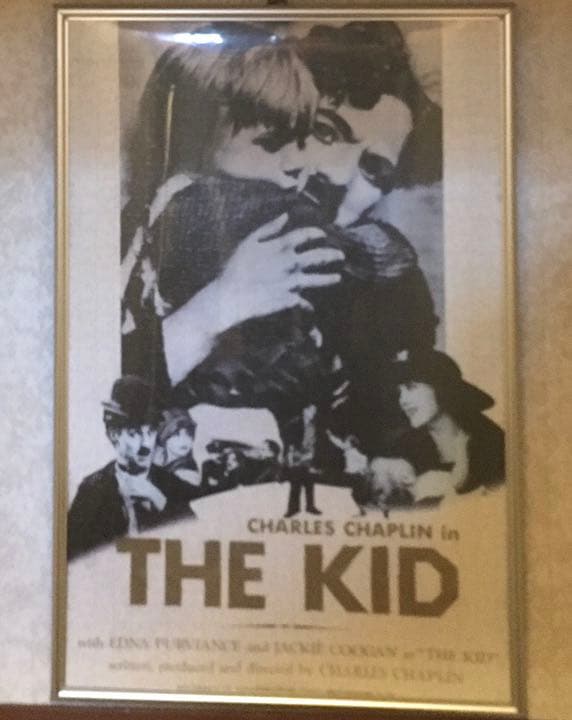 CHARLES CHAPLIN in
THE KID
with EDNA PURVIANCE and JACKIE COOGAN as "THE KID"
written, produced and directed by CHARLES CHAPLIN